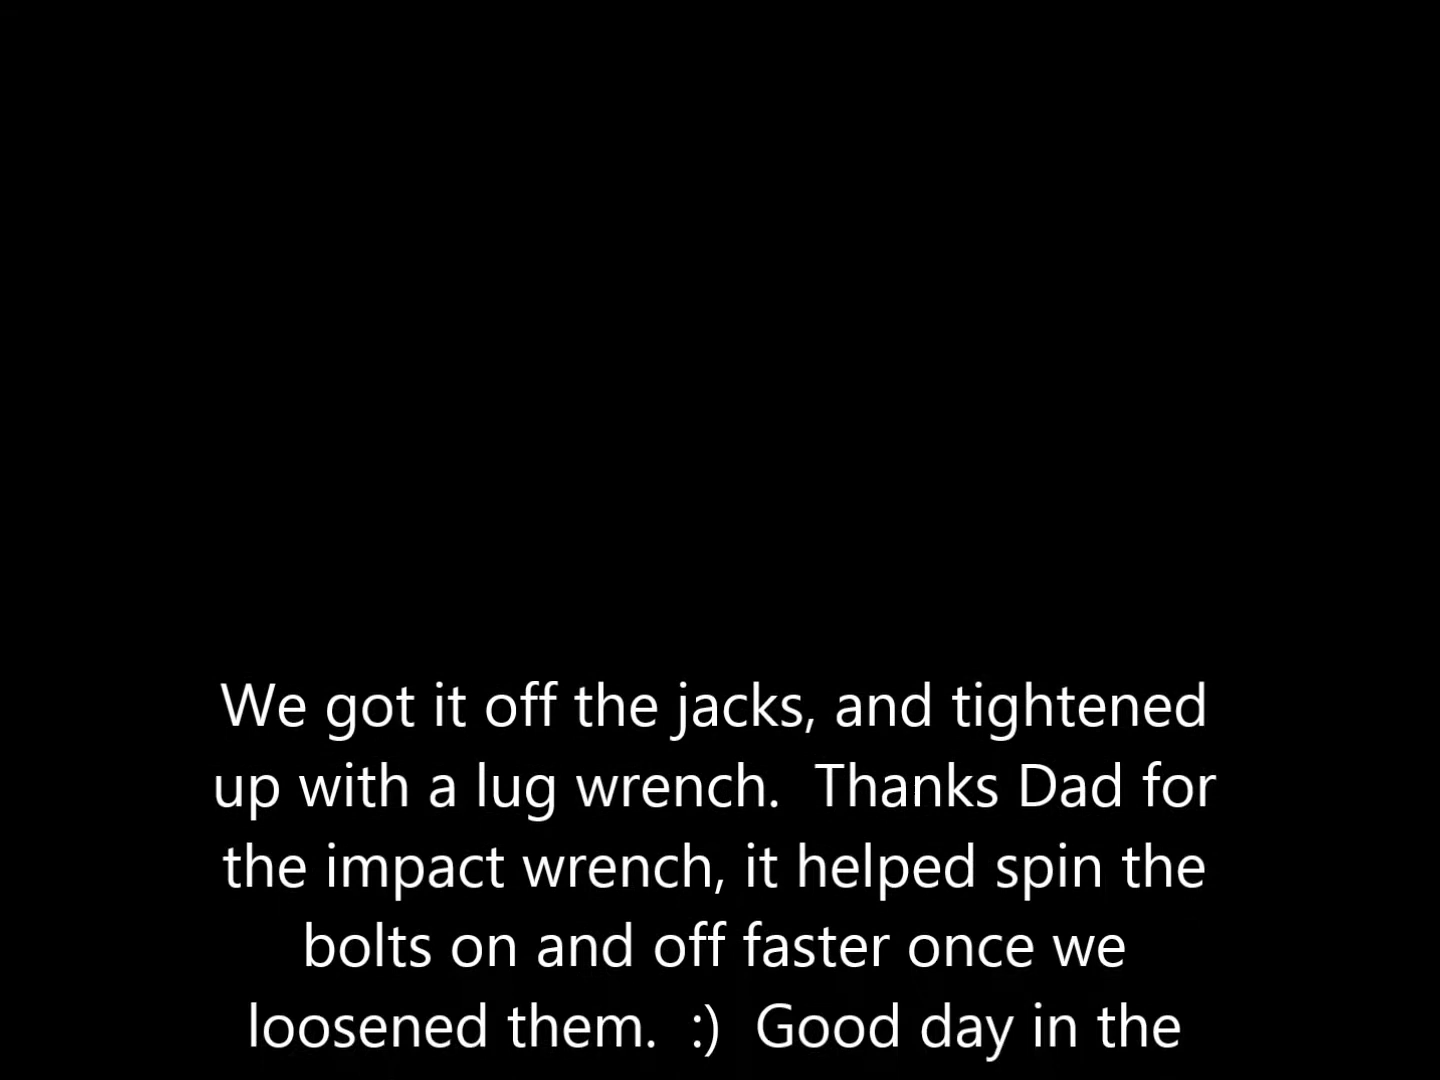 We got it off the jacks, and tightened
up with a lug wrench.  Thanks Dad for
the impact wrench, it helped spin the
bolts on and off faster once we
loosened them.  :)  Good day in the